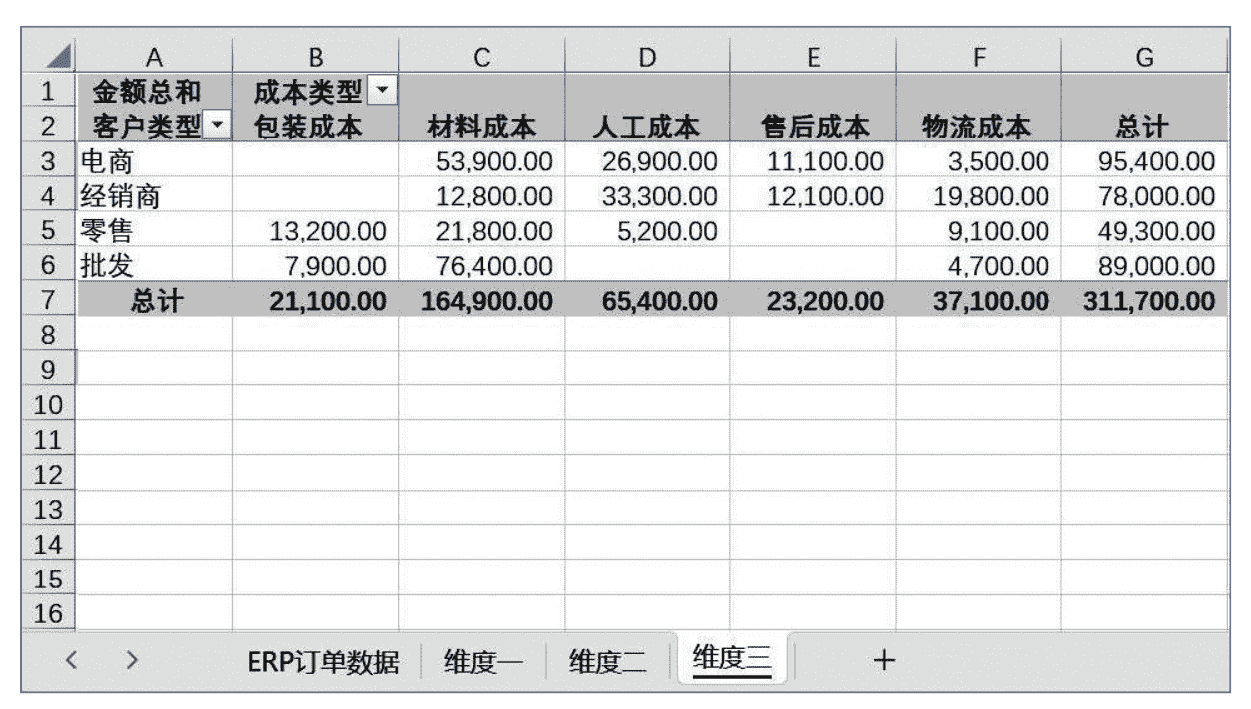 A B C D E F G
1 金额总和 成本类型
2 客户类型 包装成本 材料成本 人工成本 售后成本 物流成本 总计
3 电商 53,900.00 26,900.00 11,100.00 3,500.00 95,400.00
4 经销商 12,800.00 33,300.00 12,100.00 19,800.00 78,000.00
5 零售 13,200.00 21,800.00 5,200.00 9,100.00 49,300.00
6 批发 7,900.00 76,400.00 4,700.00 89,000.00
7 总计 21,100.00 164,900.00 65,400.00 23,200.00 37,100.00 311,700.00
8
9
10
11
12
13
14
15
16
ERP订单数据 维度一 维度二 维度三 +